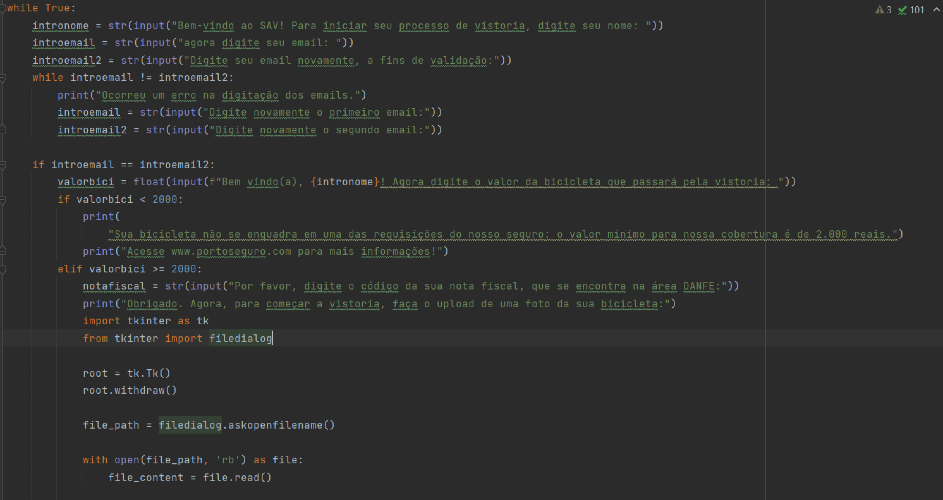 while True:
    intronome = str(input("Bem-vindo ao SAV! Para iniciar seu processo de vistoria, digite seu nome: "))
    introemail = str(input("agora digite seu email: "))
    introemail2 = str(input("Digite seu email novamente, a fins de validação:"))
    while introemail != introemail2:
        print("Ocorreu um erro na digitação dos emails.")
        introemail = str(input("Digite novamente o primeiro email:"))
        introemail2 = str(input("Digite novamente o segundo email:"))
    if introemail == introemail2:
        valorbici = float(input(f"Bem vindo(a), {intronome}! Agora digite o valor da bicicleta que passará pela vistoria: "))
        if valorbici < 2000:
            print(
                "Sua bicicleta não se enquadra em uma das requisições do nosso seguro: o valor mínimo para nossa cobertura é de 2.000 reais.")
            print("Acesse www.portoseguro.com para mais informações!")
        elif valorbici >= 2000:
            notafiscal = str(input("Por favor, digite o código da sua nota fiscal, que se encontra na área DANFE:"))
            print("Obrigado. Agora, para começar a vistoria, faça o upload de uma foto da sua bicicleta:")
            import tkinter as tk
            from tkinter import filedialog
            root = tk.Tk()
            root.withdraw()
            file_path = filedialog.askopenfilename()
            with open(file_path, 'rb') as file:
                file_content = file.read()
3 101